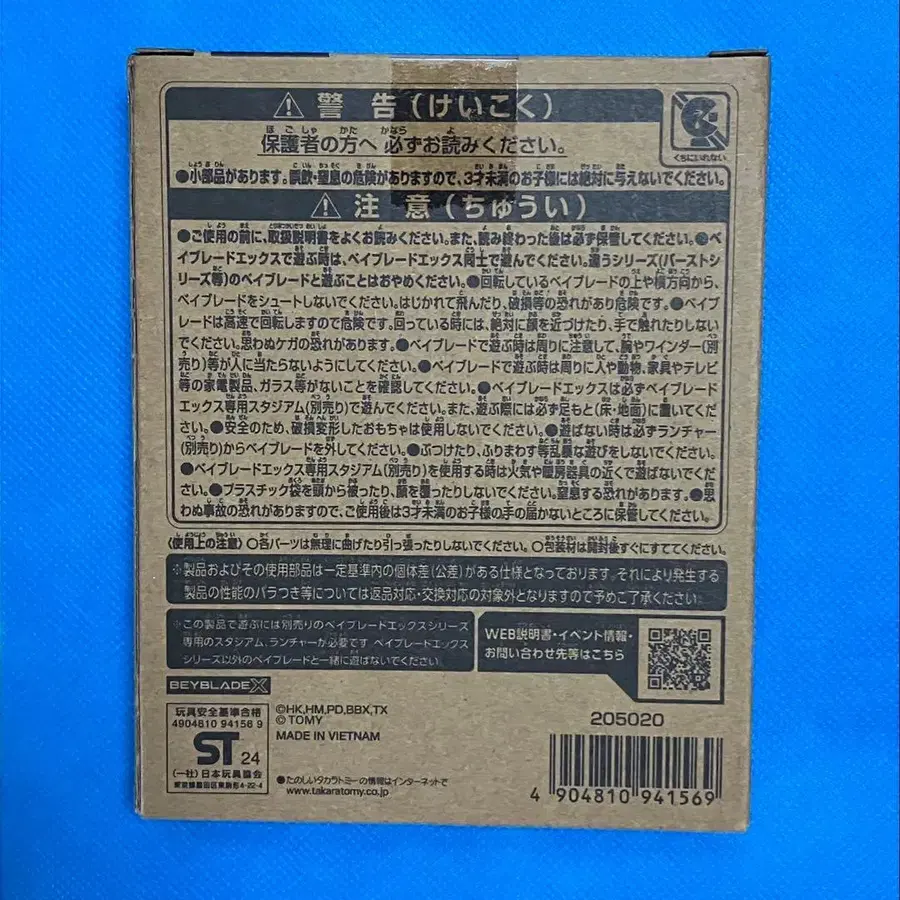 警告(けいこく)
くちにいれない
保護者の方へ 必ずお読みください。
●小部品があります。誤飲・窒息の危険がありますので、3才未満のお子様には絶対に与えないでください。
注意(ちゅうい)
●ご使用の前に、取扱説明書をよくお読みください。また、読み終わった後は必ず保管してください。●ベイ
ブレードエックスで遊ぶ時は、ベイブレードエックス同士で遊んでください。違うシリーズ(バーストシ
リーズ等)のベイブレードと遊ぶことはおやめください。●回転しているベイブレードの上や横方向から、
ベイブレードをシュートしないでください。はじかれて飛んだり、破損等の恐れがあり危険です。●ベイブ
レードは高速で回転しますので危険です。回っている時には、絶対に顔を近づけたり、手で触れたりしない
でください。思わぬケガの恐れがあります。●ベイブレードで遊ぶ時は周りに注意して、腕やワインダー(別
売り)等が人に当たらないようにしてください。●ベイブレードで遊ぶ時は周りに人や動物、家具やテレビ
等の家電製品、ガラス等がないことを確認してください。●ベイブレードエックスは必ずベイブレード
エックス専用スタジアム(別売り)で遊んでください。また、遊ぶ際には必ず足もと(床・地面)に置いてくだ
さい。●安全のため、破損変形したおもちゃは使用しないでください。●遊ばない時は必ずランチャー
(別売り)からベイブレードを外してください。●ぶつけたり、ふりまわす等乱暴な遊びをしないでください。
●ベイブレードエックス専用スタジアム(別売り)を使用する時は火気や暖房器具の近くで遊ばないでくだ
さい。●プラスチック袋を頭から被ったり、顔を覆ったりしないでください。窒息する恐れがあります。●思
わぬ事故の恐れがありますので、ご使用後は3才未満のお子様の手の届かないところに保管してください。
〈使用上の注意〉○各パーツは無理に曲げたり引っ張ったりしないでください。○包装材は開封後すぐにすててください。
※製品およびその使用部品は一定基準内の個体差(公差)がある仕様となっております。それにより発生する
製品の性能のバラつき等については返品対応・交換対応の対象外となりますので予めご了承ください。
※この製品で遊ぶには別売りのベイブレードエックスシリーズ
専用のスタジアム、ランチャーが必要です ベイブレードエックス
シリーズ以外のベイブレードと一緒に遊ばないでください
WEB説明書・イベント情報・
お問い合わせ先等はこちら
BEYBLADE X
玩具安全基準合格
4904810 94156 9
ST 24
(一社)日本玩具協会
東京都墨田区東駒形4-22-4
©HK,HM,PD,BBX,TX
© TOMY
MADE IN VIETNAM
●たのしいタカラトミーの情報はインターネットで
www.takaratomy.co.jp
205020
4 904810 941569